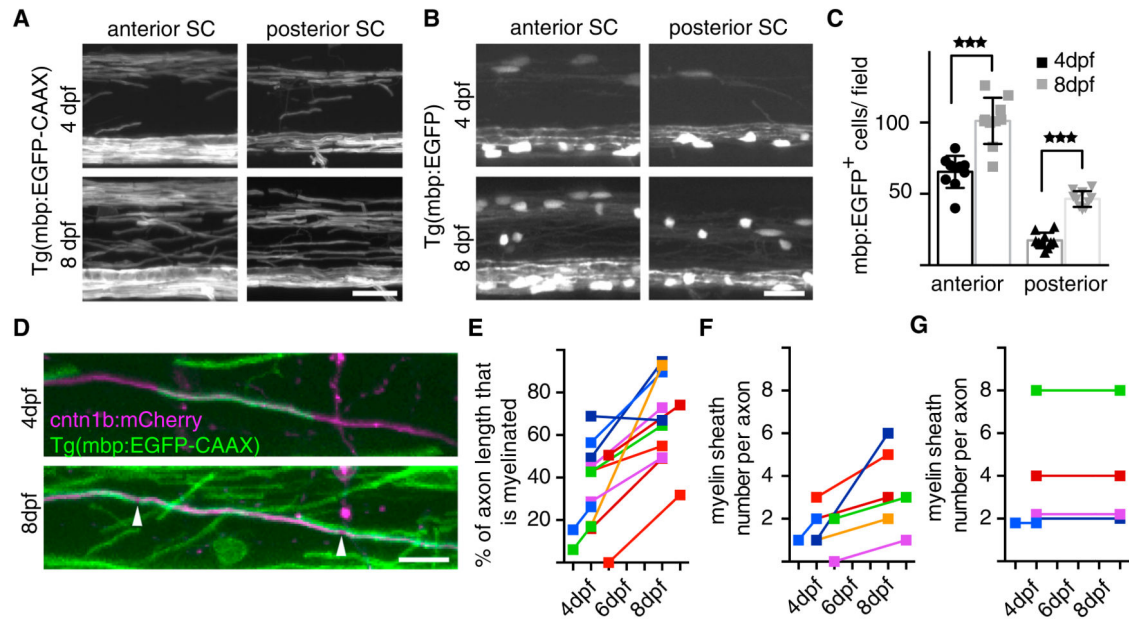 A
anterior SC
posterior SC
Tg(mbp:EGFP-CAAX)
4 dpf
8 dpf
B
anterior SC
posterior SC
Tg(mbp:EGFP)
4 dpf
8 dpf
C
mbp:EGFP+ cells/ field
100
50
★★★
★★★
4dpf
8dpf
anterior
posterior
D
4dpf
cntn1b:mCherry
Tg(mbp:EGFP-CAAX)
8dpf
E
% of axon length that
is myelinated
80
60
40
20
4dpf
6dpf
8dpf
F
myelin sheath
number per axon
8
6
4
2
4dpf
6dpf
8dpf
G
myelin sheath
number per axon
8
6
4
2
4dpf
6dpf
8dpf